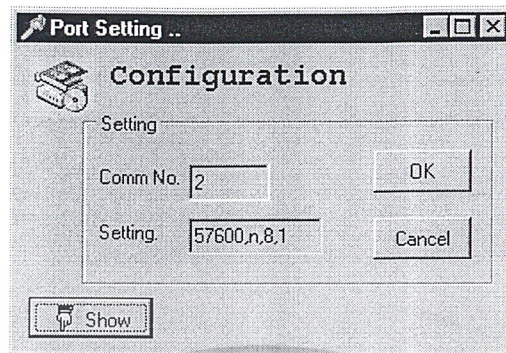 Port Setting ..
Configuration
Setting
Comm No. 2
OK
Setting. 57600,n,8,1
Cancel
Show